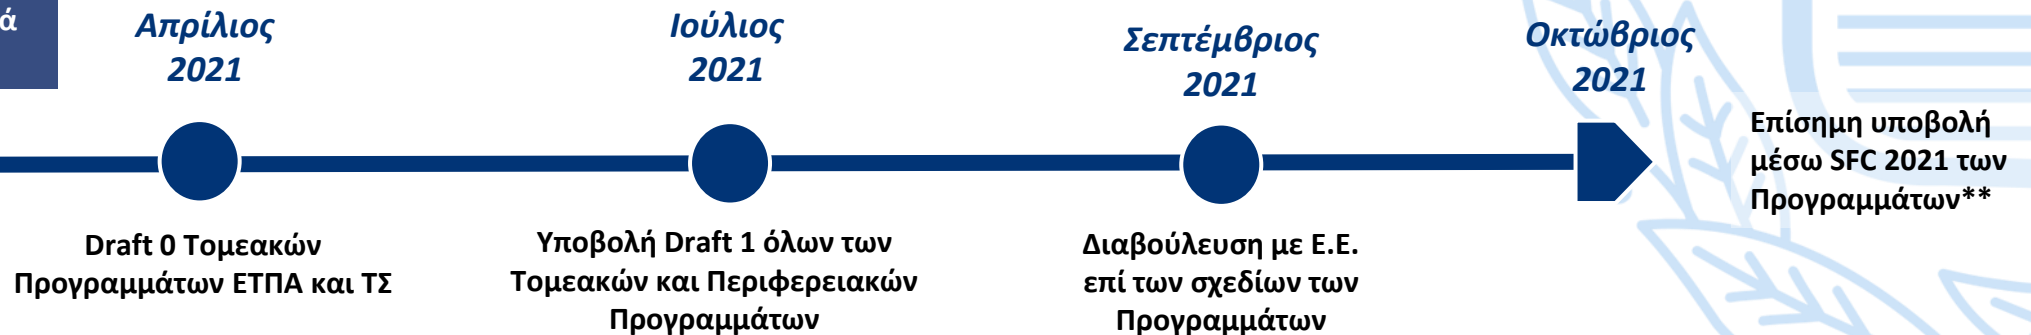 Απρίλιος
2021
Draft 0 Τομεακών
Προγραμμάτων ΕΤΠΑ και ΤΣ
Ιούλιος
2021
Υποβολή Draft 1 όλων των
Τομεακών και Περιφερειακών
Προγραμμάτων
Σεπτέμβριος
2021
Διαβούλευση με Ε.Ε.
επί των σχεδίων των
Προγραμμάτων
Οκτώβριος
2021
Επίσημη υποβολή
μέσω SFC 2021 των
Προγραμμάτων**